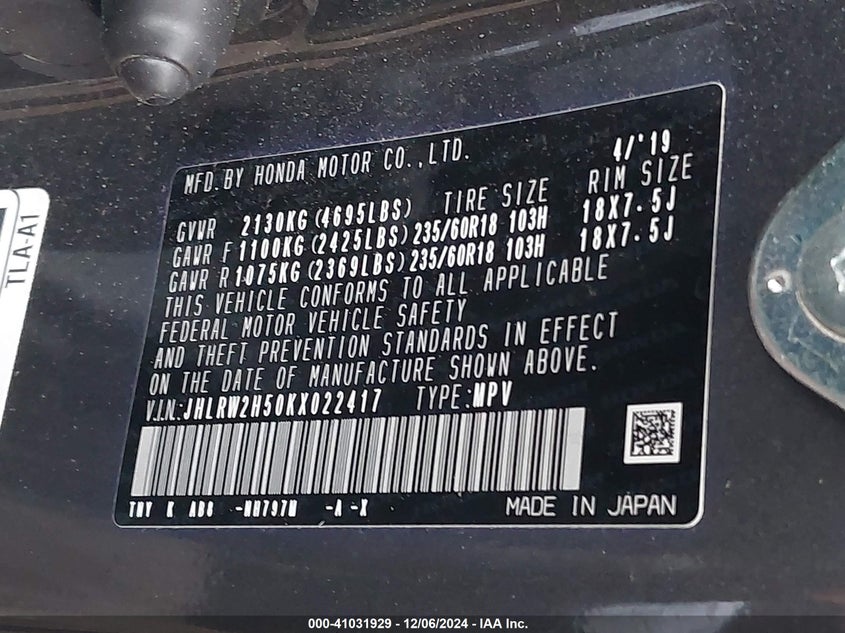 MFD. BY HONDA MOTOR CO., LTD. 4/'19
TIRE SIZE RIM SIZE
GVWR 2130KG (4695LBS)
GAWR F 1100KG (2425LBS) 235/60R18 103H 18X7.5J
GAWR R 1075KG (2369LBS) 235/60R18 103H 18X7.5J
THIS VEHICLE CONFORMS TO ALL APPLICABLE
FEDERAL MOTOR VEHICLE SAFETY
AND THEFT PREVENTION STANDARDS IN EFFECT
ON THE DATE OF MANUFACTURE SHOWN ABOVE.
V.I.N.:JHLRW2H50KX022417 TYPE:MPV
-NH797M -A -X
MADE IN JAPAN
TLA-A1
000-41031929 - 12/06/2024 - IAA Inc.